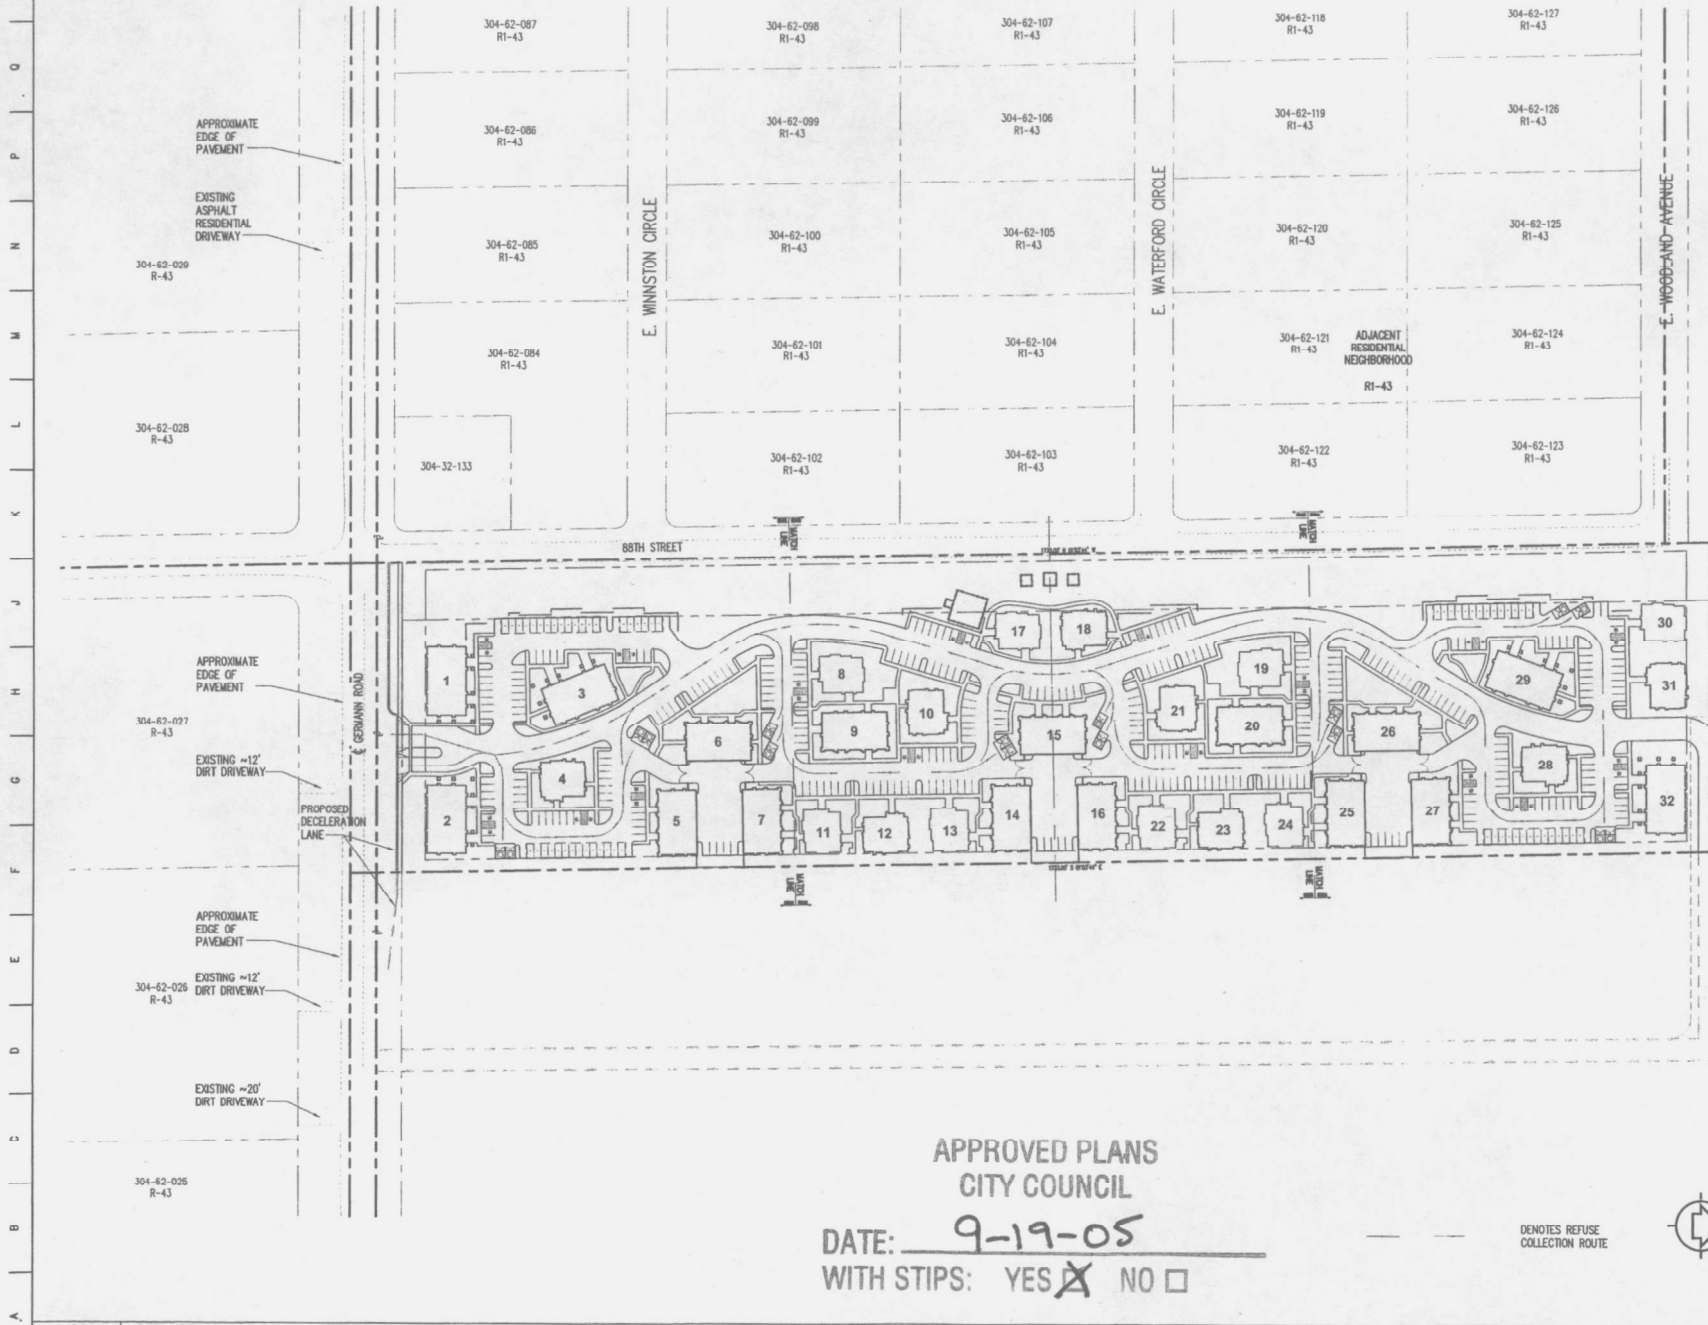 304-62-087
R1-43
304-62-098
R1-43
304-62-107
R1-43
304-62-118
R1-43
304-62-127
R1-43
Q
APPROXIMATE
EDGE OF
PAVEMENT
304-62-086
R1-43
304-62-099
R1-43
304-62-106
R1-43
304-62-119
R1-43
304-62-126
R1-43
P
EXISTING
ASPHALT
RESIDENTIAL
DRIVEWAY
304-62-029
R-43
304-62-085
R1-43
E. WINNSTON CIRCLE
304-62-100
R1-43
304-62-105
R1-43
E. WATERFORD CIRCLE
304-62-120
R1-43
304-62-125
R1-43
E. WOODLAND AVENUE
N
M
304-62-084
R1-43
304-62-101
R1-43
304-62-104
R1-43
304-62-121
R1-43
ADJACENT
RESIDENTIAL
NEIGHBORHOOD
R1-43
304-62-124
R1-43
L
304-62-028
R-43
304-32-133
304-62-102
R1-43
304-62-103
R1-43
304-62-122
R1-43
304-62-123
R1-43
K
88TH STREET
MATCH
LINE
MATCH
LINE
J
APPROXIMATE
EDGE OF
PAVEMENT
H
GERMANN ROAD
304-62-027
R-43
EXISTING ~12'
DIRT DRIVEWAY
G
PROPOSED
DECELERATION
LANE
1
2
3
4
5
6
7
8
9
10
11
12
13
14
15
16
17
18
19
20
21
22
23
24
25
26
27
28
29
30
31
32
F
MATCH
LINE
MATCH
LINE
APPROXIMATE
EDGE OF
PAVEMENT
E
304-62-026
R-43
EXISTING ~12'
DIRT DRIVEWAY
D
EXISTING ~20'
DIRT DRIVEWAY
C
304-62-025
R-43
B
A
APPROVED PLANS
CITY COUNCIL
DATE: 9-19-05
WITH STIPS: YES NO
DENOTES REFUSE
COLLECTION ROUTE